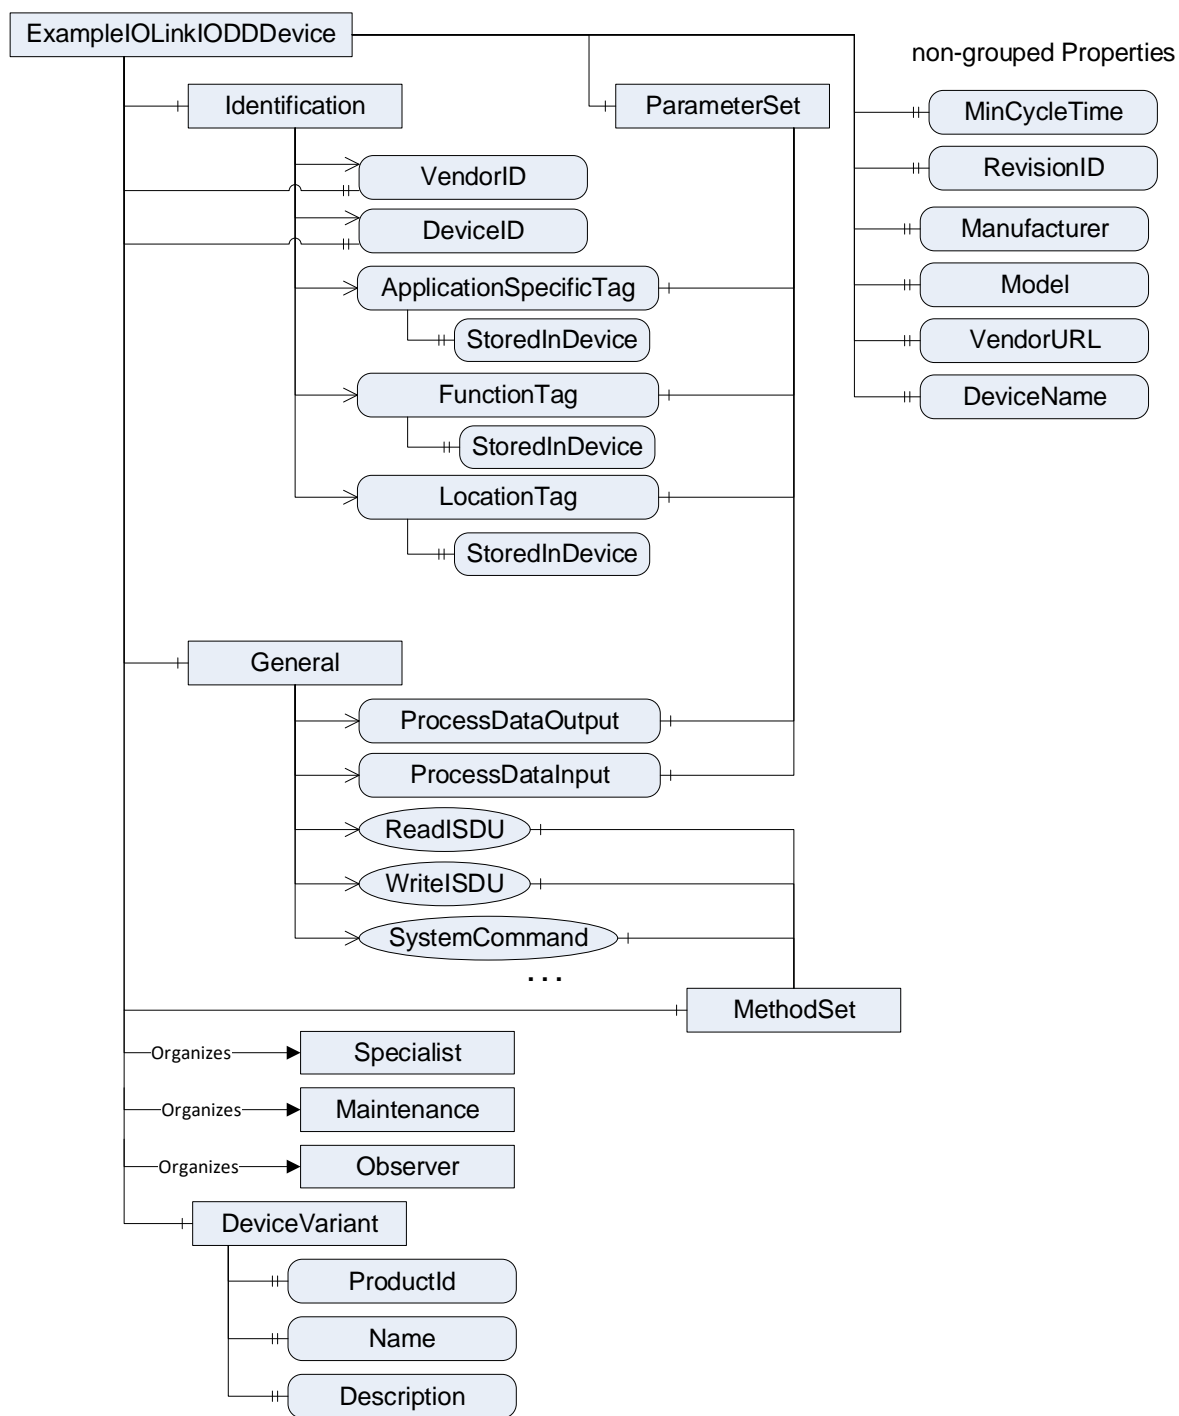 ExampleIOLinkIODDDevice
non-grouped Properties
Identification
ParameterSet
MinCycleTime
RevisionID
VendorID
DeviceID
Manufacturer
ApplicationSpecificTag
Model
StoredInDevice
VendorURL
FunctionTag
DeviceName
StoredInDevice
LocationTag
StoredInDevice
General
ProcessDataOutput
ProcessDataInput
ReadISDU
WriteISDU
SystemCommand
...
MethodSet
Organizes
Specialist
Organizes
Maintenance
Organizes
Observer
DeviceVariant
ProductId
Name
Description